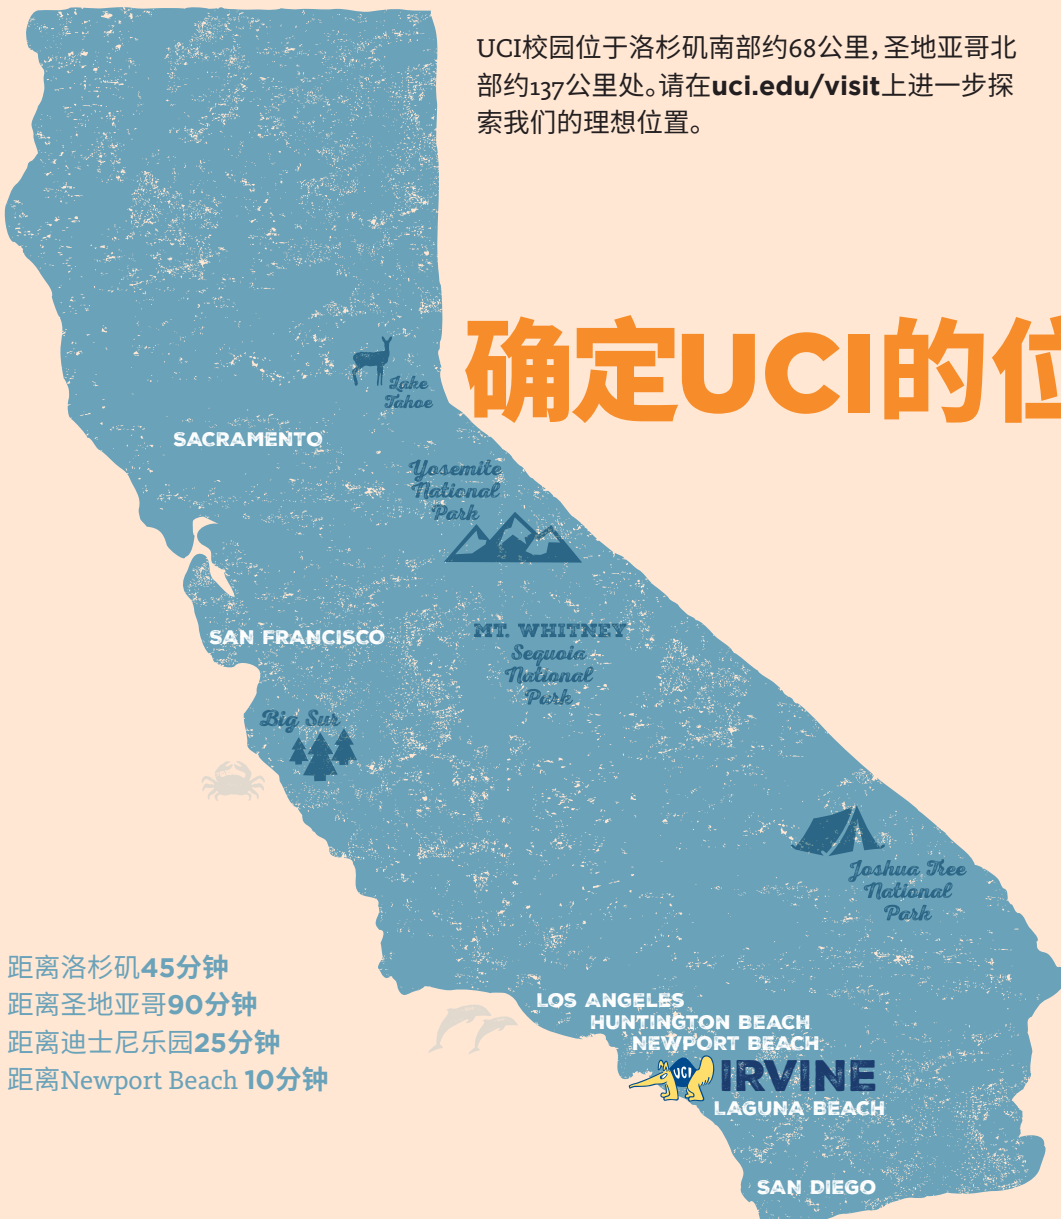 UCI校园位于洛杉矶南部约68公里，圣地亚哥北
部约137公里处。请在uci.edu/visit上进一步探
索我们的理想位置。
确定UCI的位
Lake
Tahoe
SACRAMENTO
Yosemite
National
Park
SAN FRANCISCO
MT. WHITNEY
Sequoia
National
Park
Big Sur
Joshua Tree
National
Park
距离洛杉矶45分钟
距离圣地亚哥90分钟
距离迪士尼乐园25分钟
距离Newport Beach 10分钟
LOS ANGELES
HUNTINGTON BEACH
NEWPORT BEACH
UCI
IRVINE
LAGUNA BEACH
SAN DIEGO